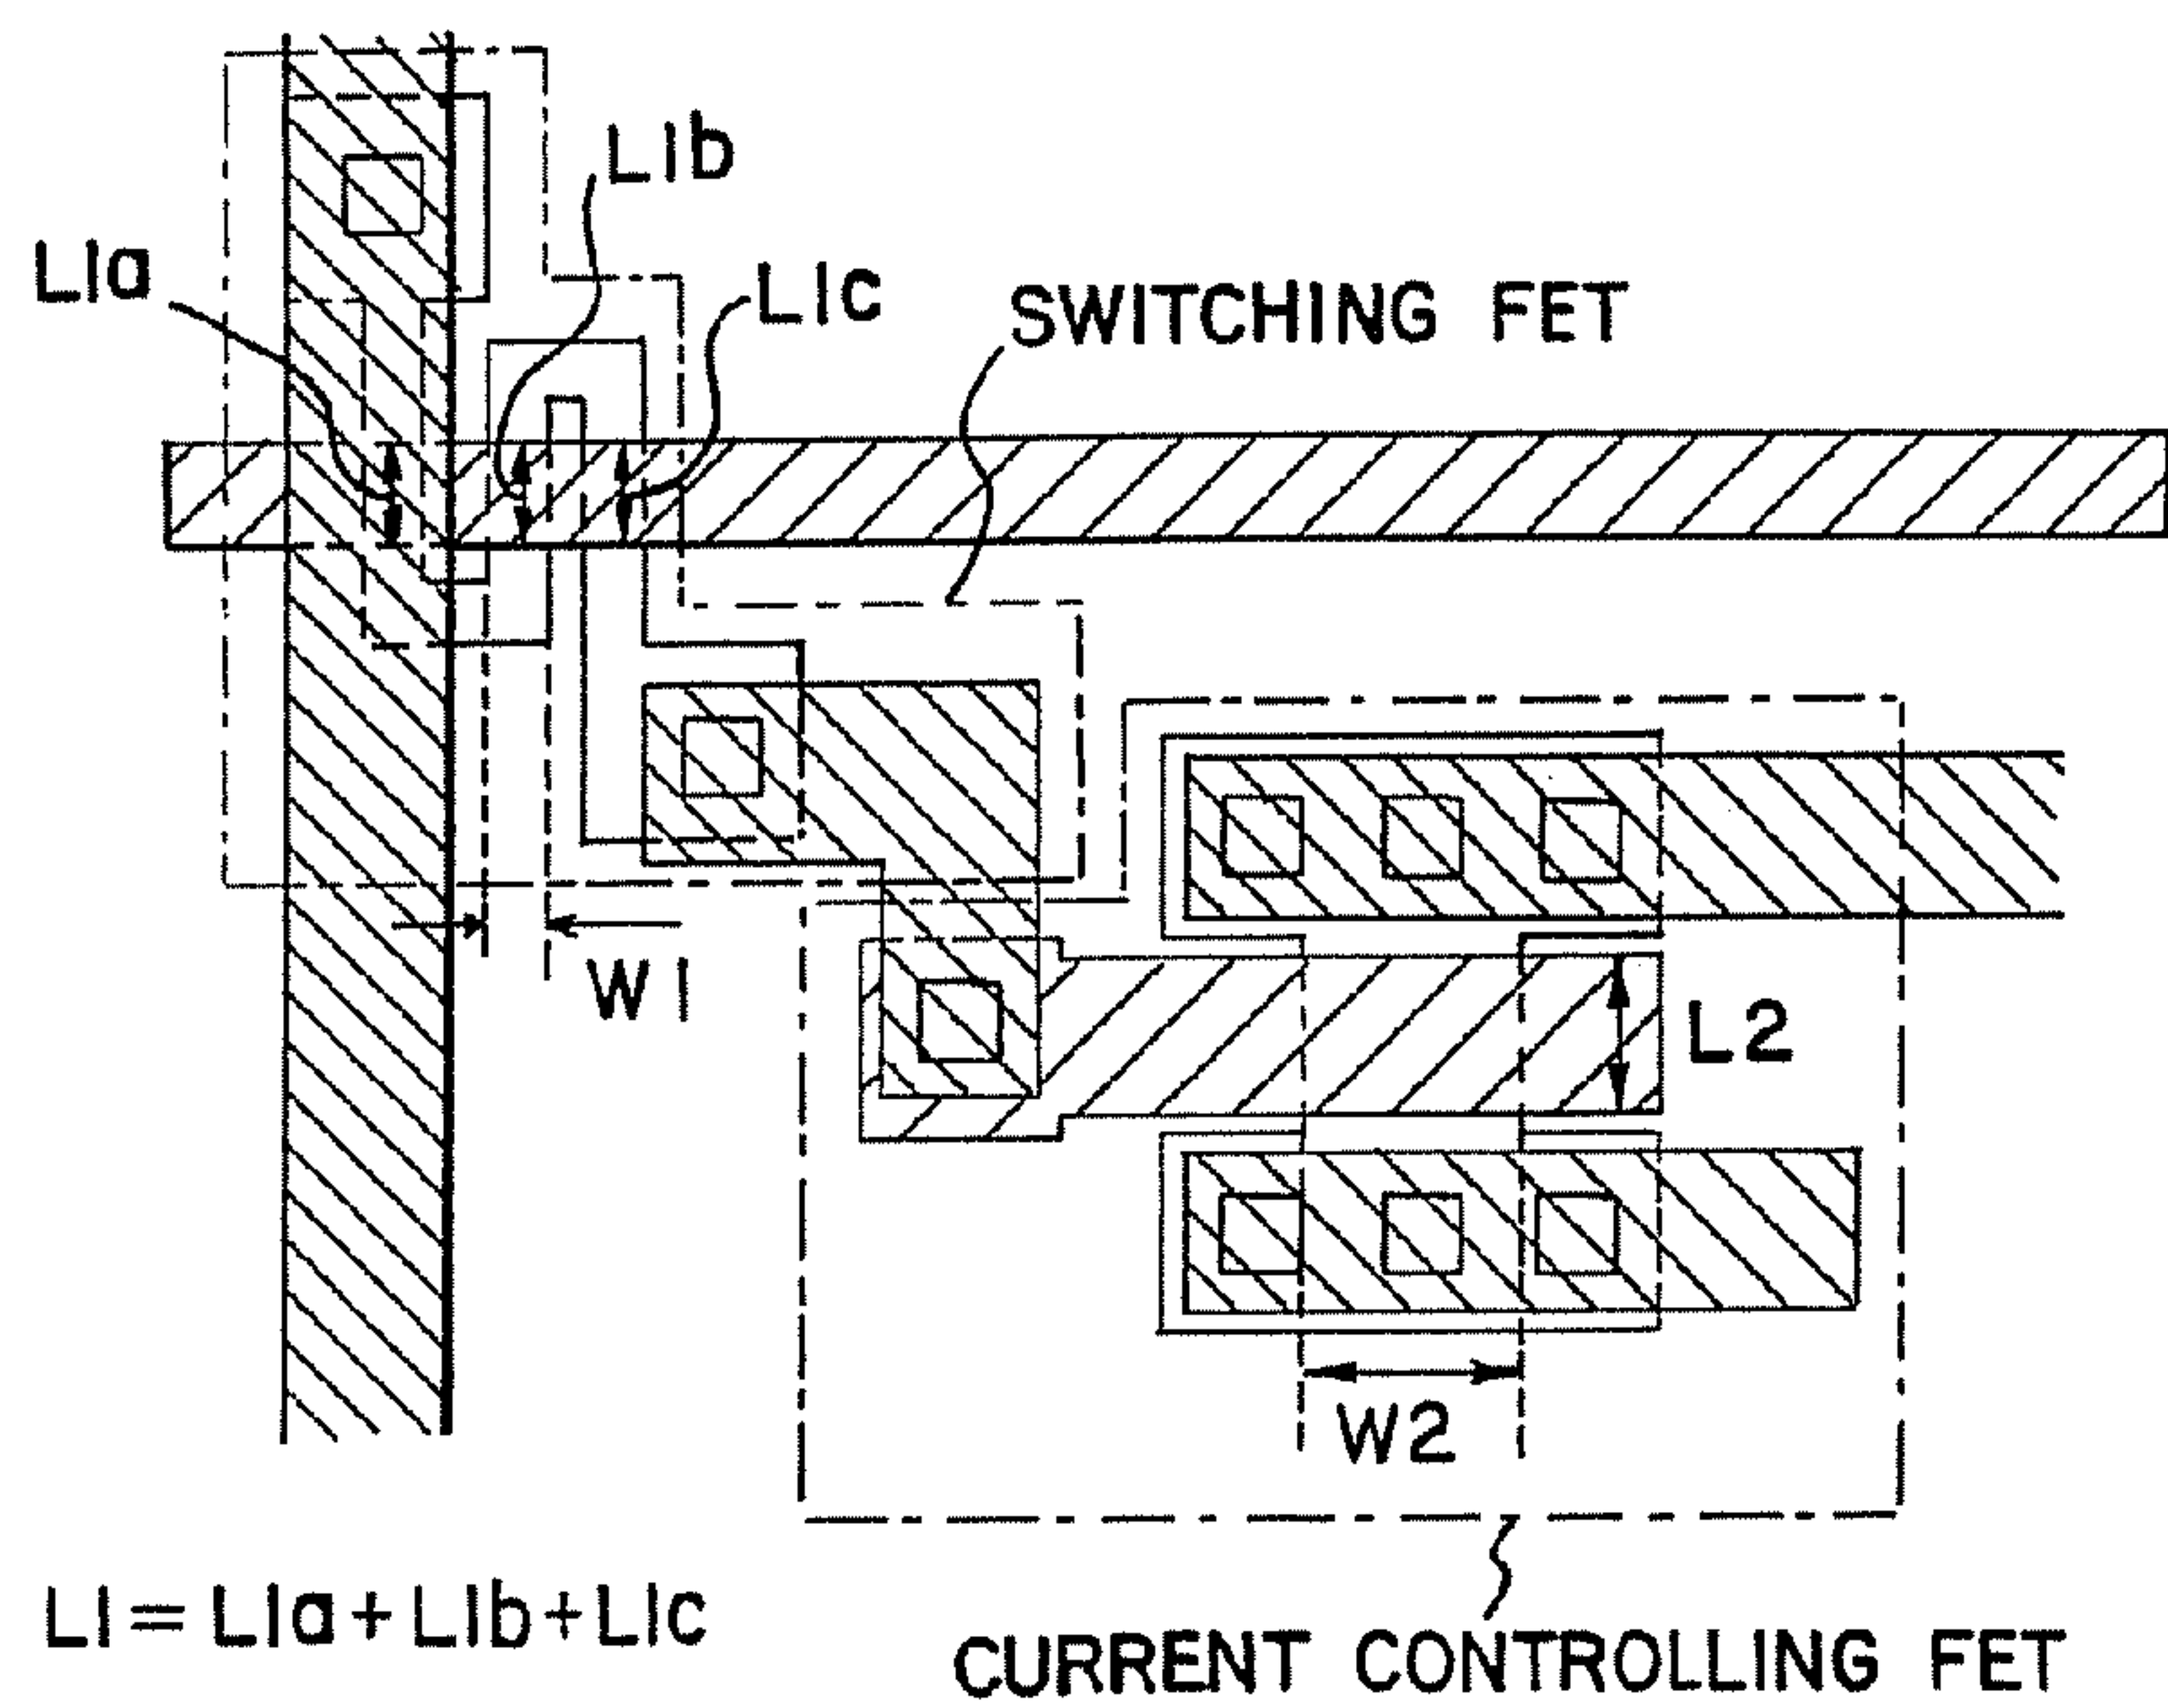 L1b
L1a
L1c
SWITCHING FET
W1
L2
W2
L1=L1a+L1b+L1c
CURRENT CONTROLLING FET